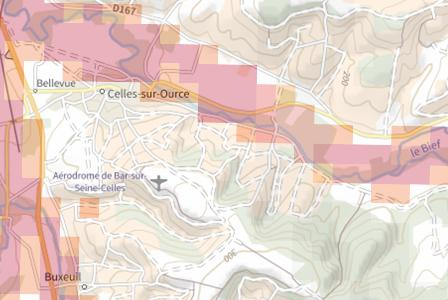 D167
Bellevue
Celles-sur-Ource
200
le Bief
Aérodrome de Bar-sur-
Seine-Celles
300
Buxeuil